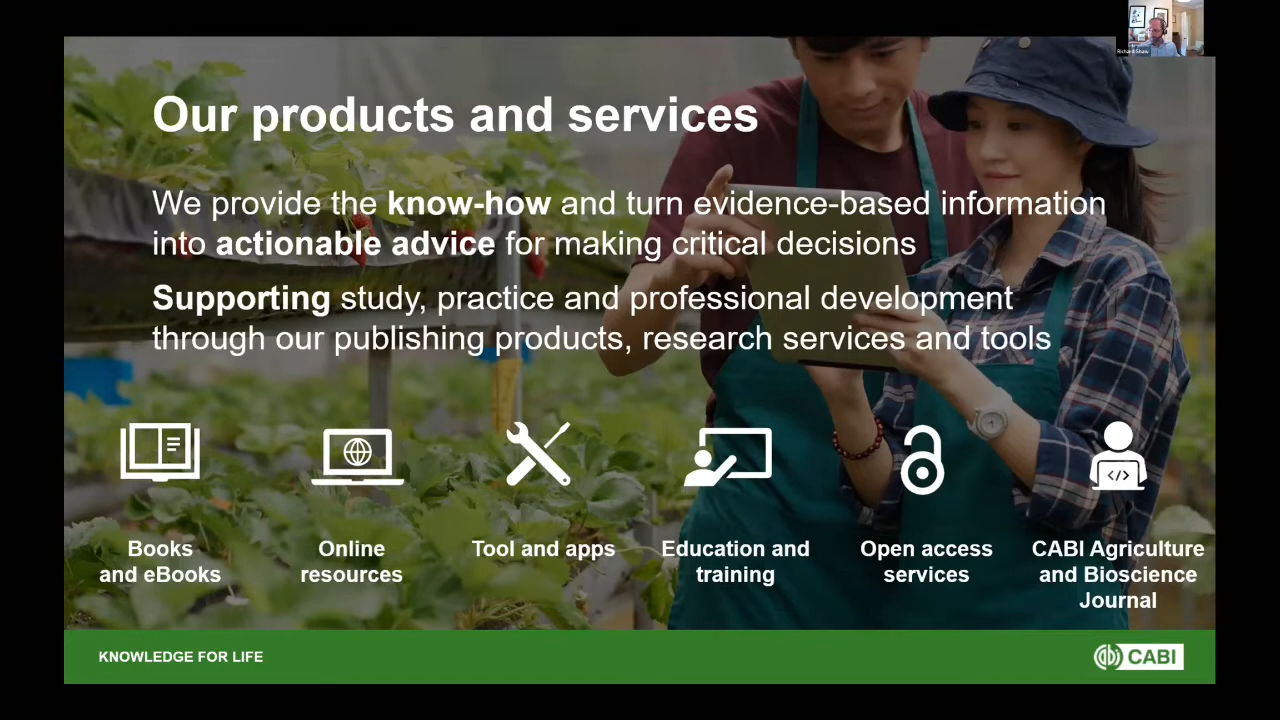 Richard Shaw
Our products and services
We provide the know-how and turn evidence-based information
into actionable advice for making critical decisions
Supporting study, practice and professional development
through our publishing products, research services and tools
</>
Books
and eBooks
Online
resources
Tool and apps
Education and
training
Open access
services
CABI Agriculture
and Bioscience
Journal
KNOWLEDGE FOR LIFE
cabi CABI